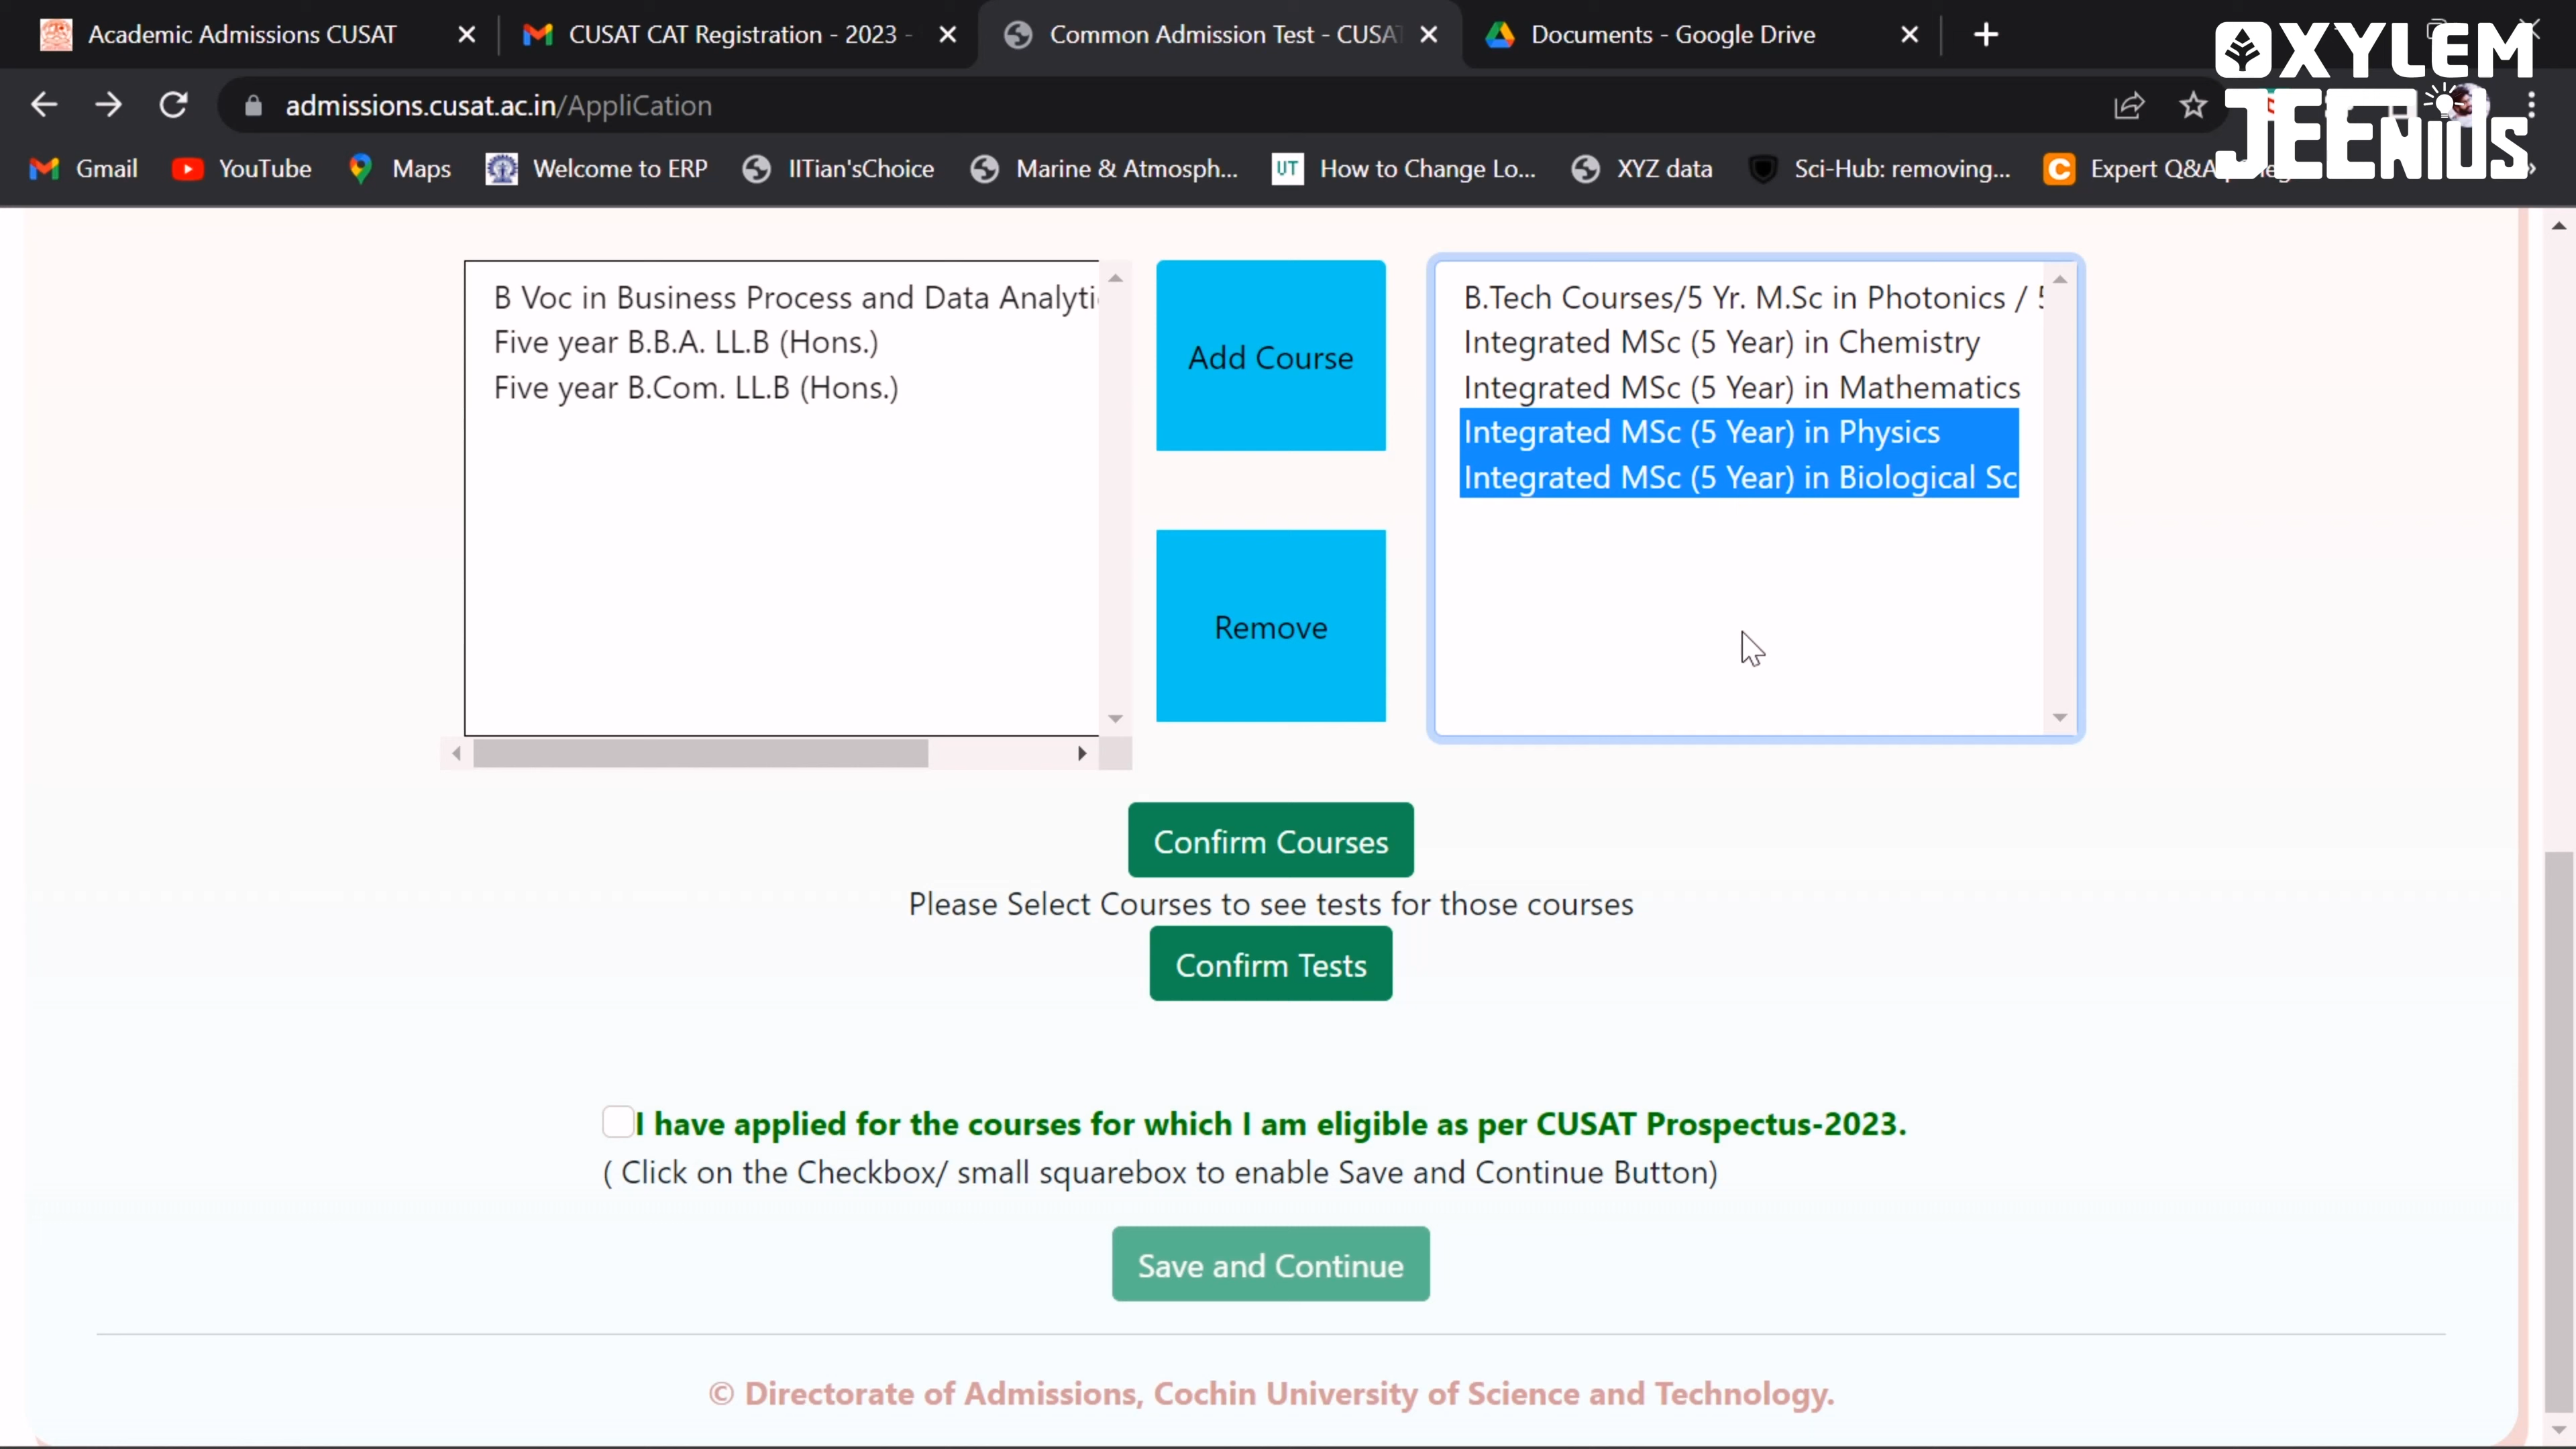 Academic Admissions CUSAT
CUSAT CAT Registration - 2023 -
Common Admission Test - CUSAT
Documents - Google Drive
XYLEM
JEENIUS
admissions.cusat.ac.in/AppliCation
Gmail
YouTube
Maps
Welcome to ERP
IITian'sChoice
Marine & Atmosph...
UT
How to Change Lo...
XYZ data
Sci-Hub: removing...
C
Expert Q&A
B Voc in Business Process and Data Analyti
Five year B.B.A. LL.B (Hons.)
Five year B.Com. LL.B (Hons.)
Add Course
Remove
B.Tech Courses/5 Yr. M.Sc in Photonics / 5
Integrated MSc (5 Year) in Chemistry
Integrated MSc (5 Year) in Mathematics
Integrated MSc (5 Year) in Physics
Integrated MSc (5 Year) in Biological Sc
Confirm Courses
Please Select Courses to see tests for those courses
Confirm Tests
I have applied for the courses for which I am eligible as per CUSAT Prospectus-2023.
( Click on the Checkbox/ small squarebox to enable Save and Continue Button)
Save and Continue
© Directorate of Admissions, Cochin University of Science and Technology.